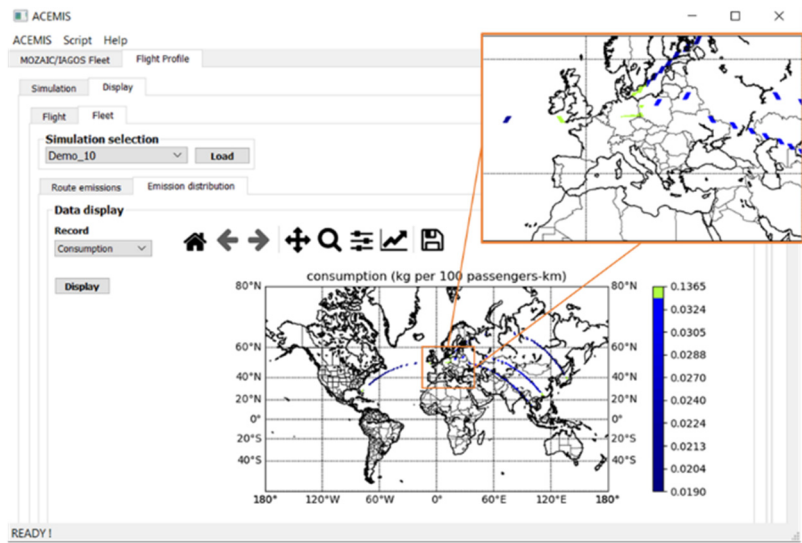 ACEMIS
ACEMIS Script Help
MOZAIC/IAGOS Fleet Flight Profile
Simulation Display
Flight Fleet
Simulation selection
Demo_10 Load
Route emissions Emission distribution
Data display
Record
Consumption
Display
consumption (kg per 100 passengers-km)
80°N 80°N 0.1365
0.0324
60°N 60°N 0.0305
0.0288
40°N 40°N 0.0270
20°N 20°N 0.0240
0° 0° 0.0224
20°S 20°S 0.0213
40°S 40°S 0.0204
0.0190
180° 120°W 60°W 0° 60°E 120°E 180°
READY !